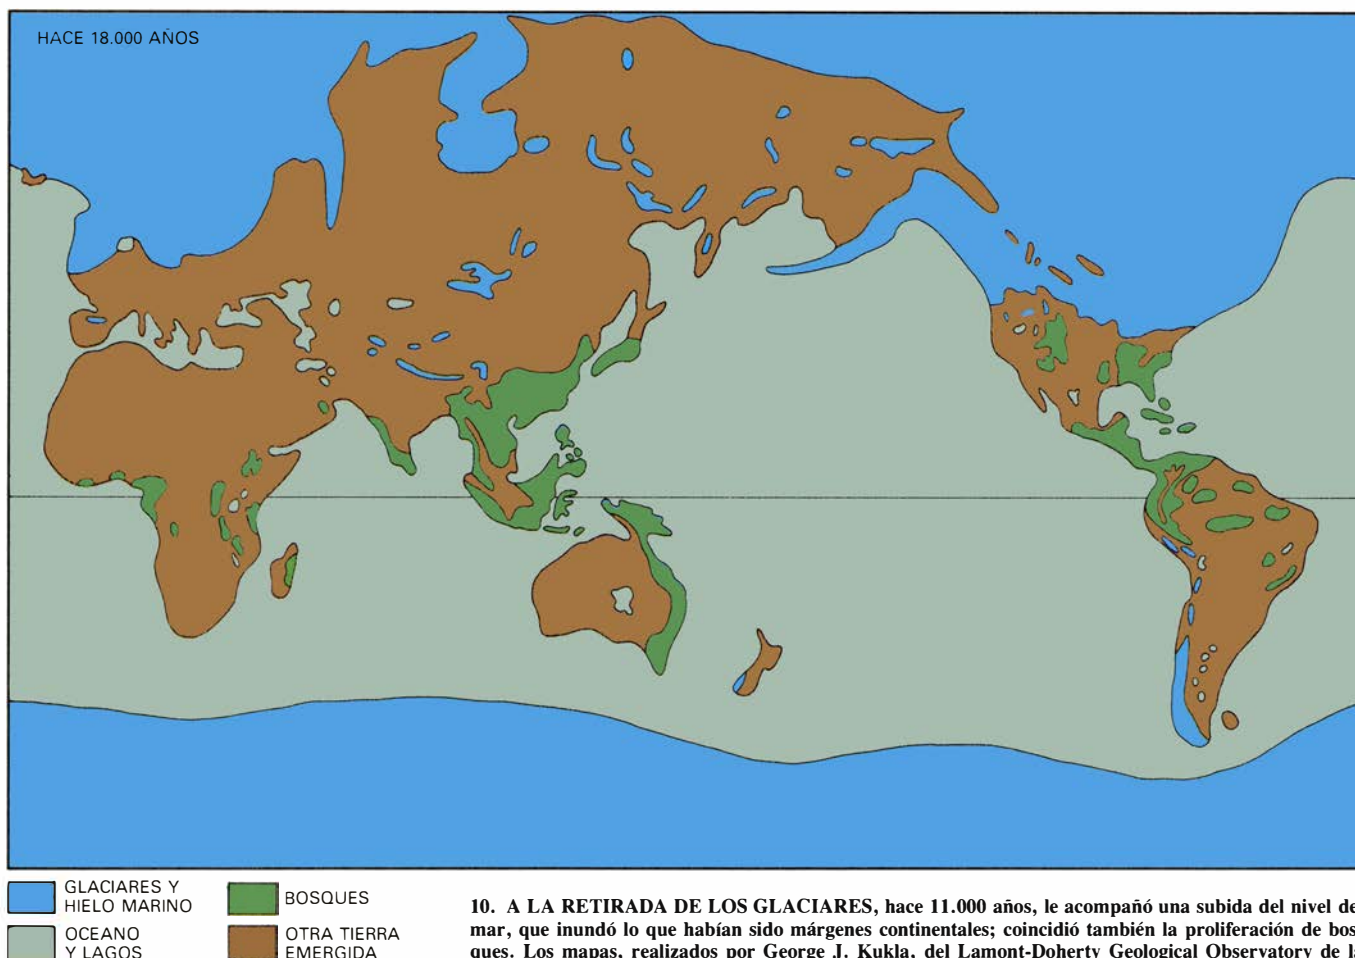 HACE 18.000 AÑOS
GLACIARES Y
HIELO MARINO
BOSQUES
OCEANO
Y LAGOS
OTRA TIERRA
EMERGIDA
10. A LA RETIRADA DE LOS GLACIARES, hace 11.000 años, le acompañó una subida del nivel de
mar, que inundó lo que habían sido márgenes continentales; coincidió también la proliferación de bos-
ques. Los mapas, realizados por George J. Kukla, del Lamont-Doherty Geological Observatory de la